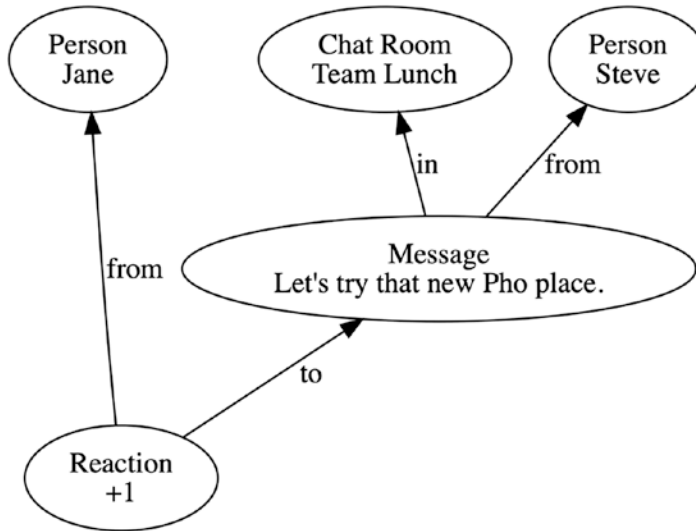 Person
Jane
Chat Room
Team Lunch
Person
Steve
in
from
from
Message
Let's try that new Pho place.
to
Reaction
+1